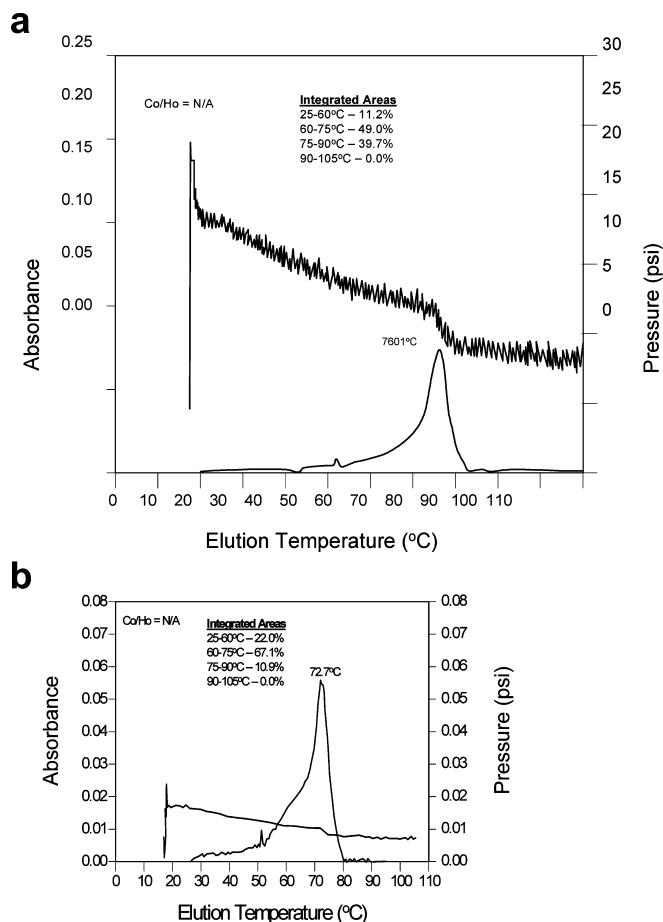 a
0.25
0.20
0.15
0.10
0.05
0.00
Absorbance
30
25
20
15
10
5
0
Pressure (psi)
Co/Ho = N/A
Integrated Areas
25-60ºC – 11.2%
60-75ºC – 49.0%
75-90ºC – 39.7%
90-105ºC – 0.0%
7601ºC
0 10 20 30 40 50 60 70 80 90 100 110
Elution Temperature (ºC)
b
0.08
0.07
0.06
0.05
0.04
0.03
0.02
0.01
0.00
Absorbance
0.08
0.07
0.06
0.05
0.04
0.03
0.02
0.01
0.00
Pressure (psi)
Co/Ho = N/A
Integrated Areas
25-60ºC – 22.0%
60-75ºC – 67.1%
75-90ºC – 10.9%
90-105ºC – 0.0%
72.7ºC
0 10 20 30 40 50 60 70 80 90 100 110
Elution Temperature (ºC)